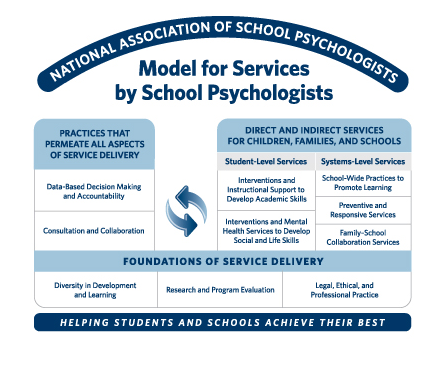 NATIONAL ASSOCIATION OF SCHOOL PSYCHOLOGISTS
Model for Services
by School Psychologists
PRACTICES THAT
PERMEATE ALL ASPECTS
OF SERVICE DELIVERY
Data-Based Decision Making
and Accountability
Consultation and Collaboration
DIRECT AND INDIRECT SERVICES
FOR CHILDREN, FAMILIES, AND SCHOOLS
Student-Level Services
Interventions and
Instructional Support to
Develop Academic Skills
Interventions and Mental
Health Services to Develop
Social and Life Skills
Systems-Level Services
School-Wide Practices to
Promote Learning
Preventive and
Responsive Services
Family-School
Collaboration Services
FOUNDATIONS OF SERVICE DELIVERY
Diversity in Development
and Learning
Research and Program Evaluation
Legal, Ethical, and
Professional Practice
HELPING STUDENTS AND SCHOOLS ACHIEVE THEIR BEST